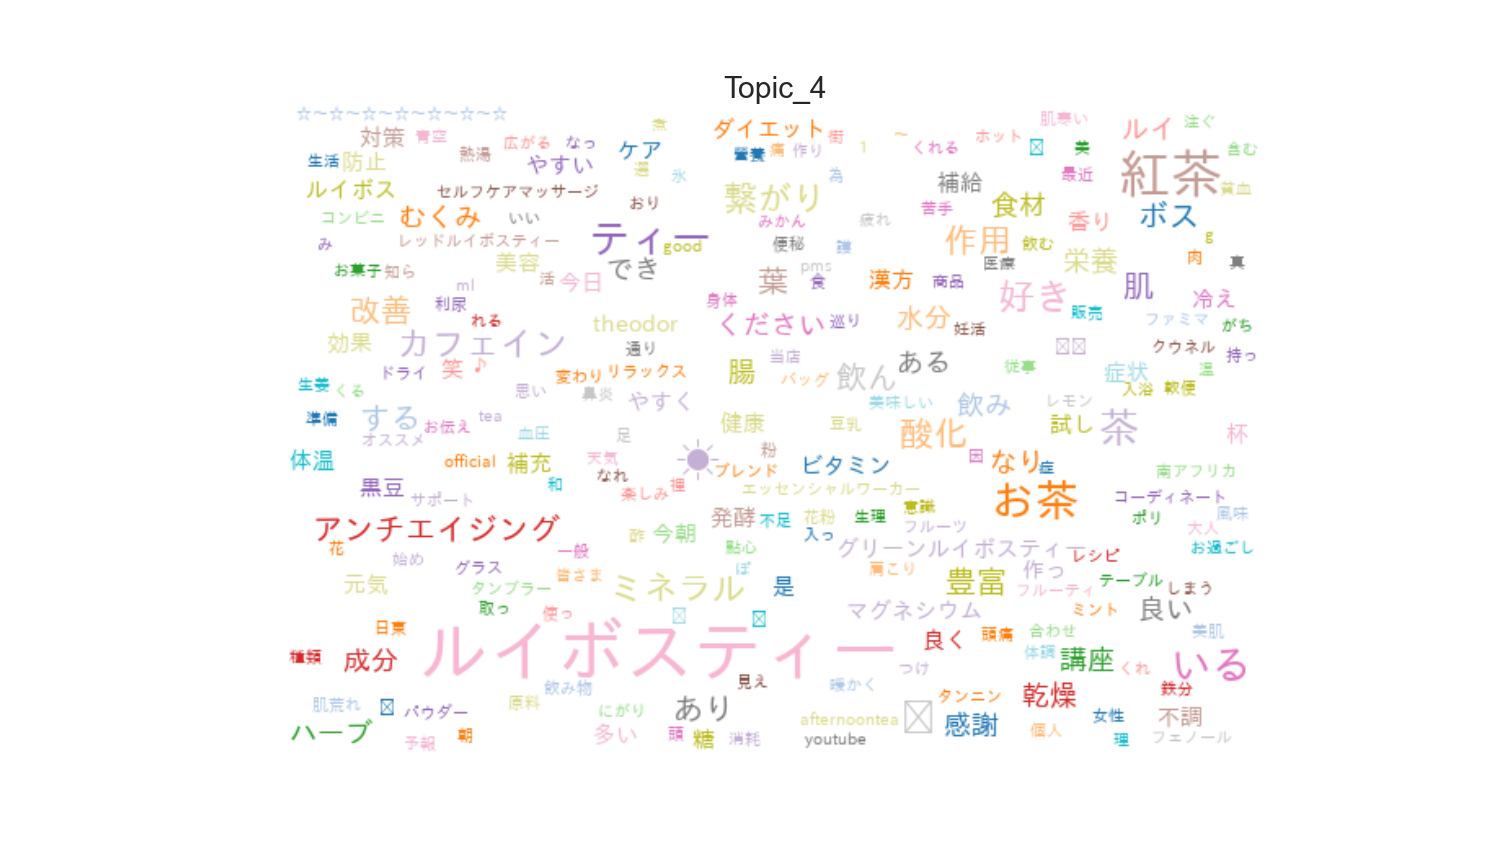 Topic_4
☆~☆~☆~☆~☆~☆~☆
対策
青空
熱湯
広がる
なっ
ケア
煮
ダイエット
街
~
くれる
ホット
肌寒い
美
ルイ
注ぐ
含む
生活
防止
やすい
氷
栄養
痛
作り
1
為
補給
最近
紅茶
貧血
ルイボス
セルフケアマッサージ
おり
繋がり
苦手
食材
コンビニ
むくみ
いい
みかん
疲れ
香り
ボス
み
レッドルイボスティー
ティー
good
便秘
作用
飲む
g
お菓子
知ら
美容
活
今日
でき
葉
pms
食
漢方
医療
商品
栄養
肉
真
ml
利尿
身体
好き
肌
冷え
改善
れる
theodor
ください
巡り
水分
妊活
販売
ファミマ
がち
効果
カフェイン
通り
当店
ある
クウネル
持っ
ドライ
笑
♪
変わり
リラックス
腸
バッグ
飲ん
従事
症状
温
生姜
くる
思い
鼻炎
やすく
美味しい
飲み
レモン
入浴
軟便
準備
する
お伝え
tea
オススメ
血圧
足
健康
豆乳
酸化
試し
茶
杯
体温
official
補充
天気
なれ
☀
粉
ブレンド
ビタミン
因
なり
症
南アフリカ
黒豆
サポート
和
楽しみ
裡
エッセンシャルワーカー
お茶
コーディネート
アンチエイジング
酢
今朝
発酵
不足
花粉
生理
意識
フルーツ
ポリ
風味
大人
花
始め
一般
點心
入っ
グリーンルイボスティー
レシピ
お過ごし
元気
グラス
タンブラー
皆さま
ミネラル
ぽ
是
肩こり
豊富
作っ
フルーティ
テーブル
しまう
取っ
使っ
マグネシウム
ミント
良い
日東
ルイボスティー
良く
頭痛
合わせ
美肌
種類
成分
つけ
体調
講座
くれ
いる
肌荒れ
パウダー
飲み物
原料
見え
暖かく
タンニン
乾燥
鉄分
ハーブ
予報
朝
にがり
多い
あり
頭
糖
消耗
afternoontea
youtube
感謝
個人
女性
理
不調
フェノール